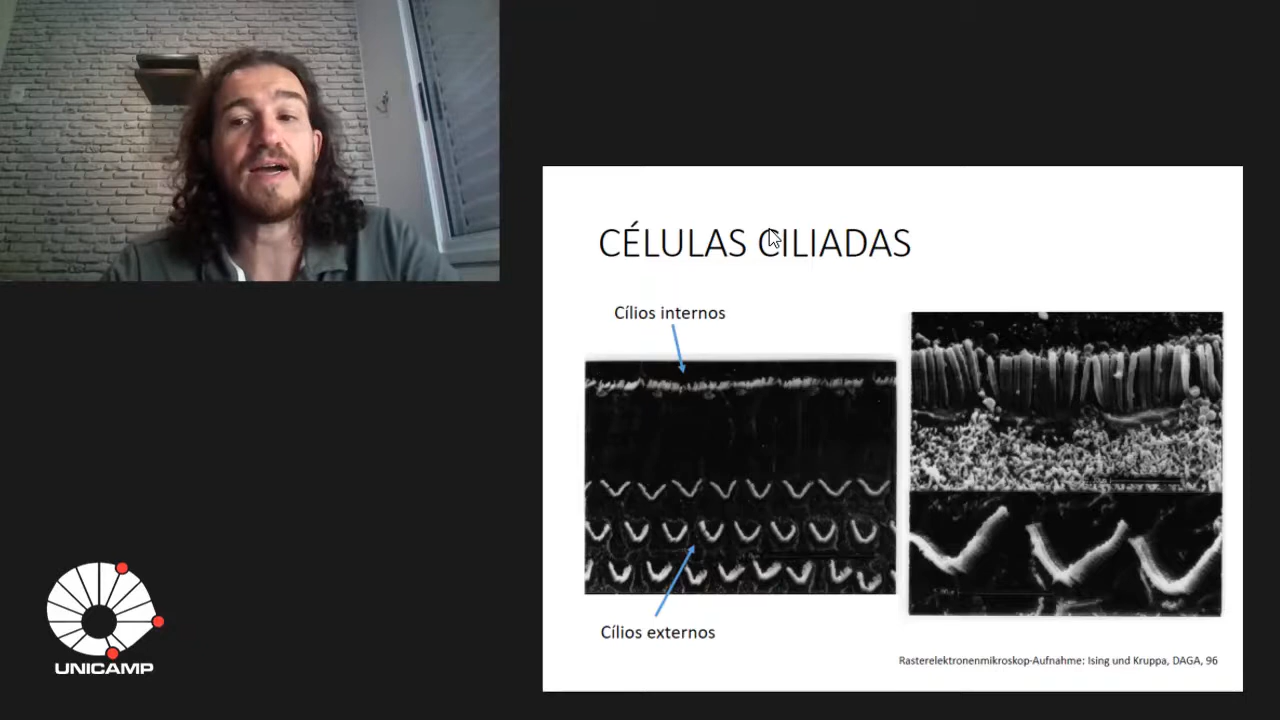 CÉLULAS CILIADAS
Cílios internos
Cílios externos
Rasterelektronenmikroskop-Aufnahme: Ising und Kruppa, DAGA, 96
UNICAMP